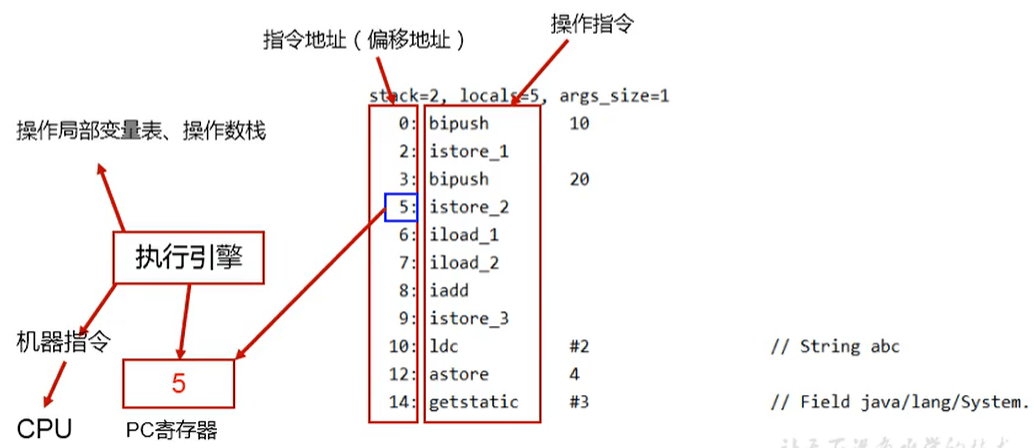 指令地址（偏移地址）
操作指令
stack=2, locals=5, args_size=1
0: bipush 10
2: istore_1
3: bipush 20
5: istore_2
6: iload_1
7: iload_2
8: iadd
9: istore_3
10: ldc #2 // String abc
12: astore 4
14: getstatic #3 // Field java/lang/System.
操作局部变量表、操作数栈
执行引擎
机器指令
CPU
5
PC寄存器